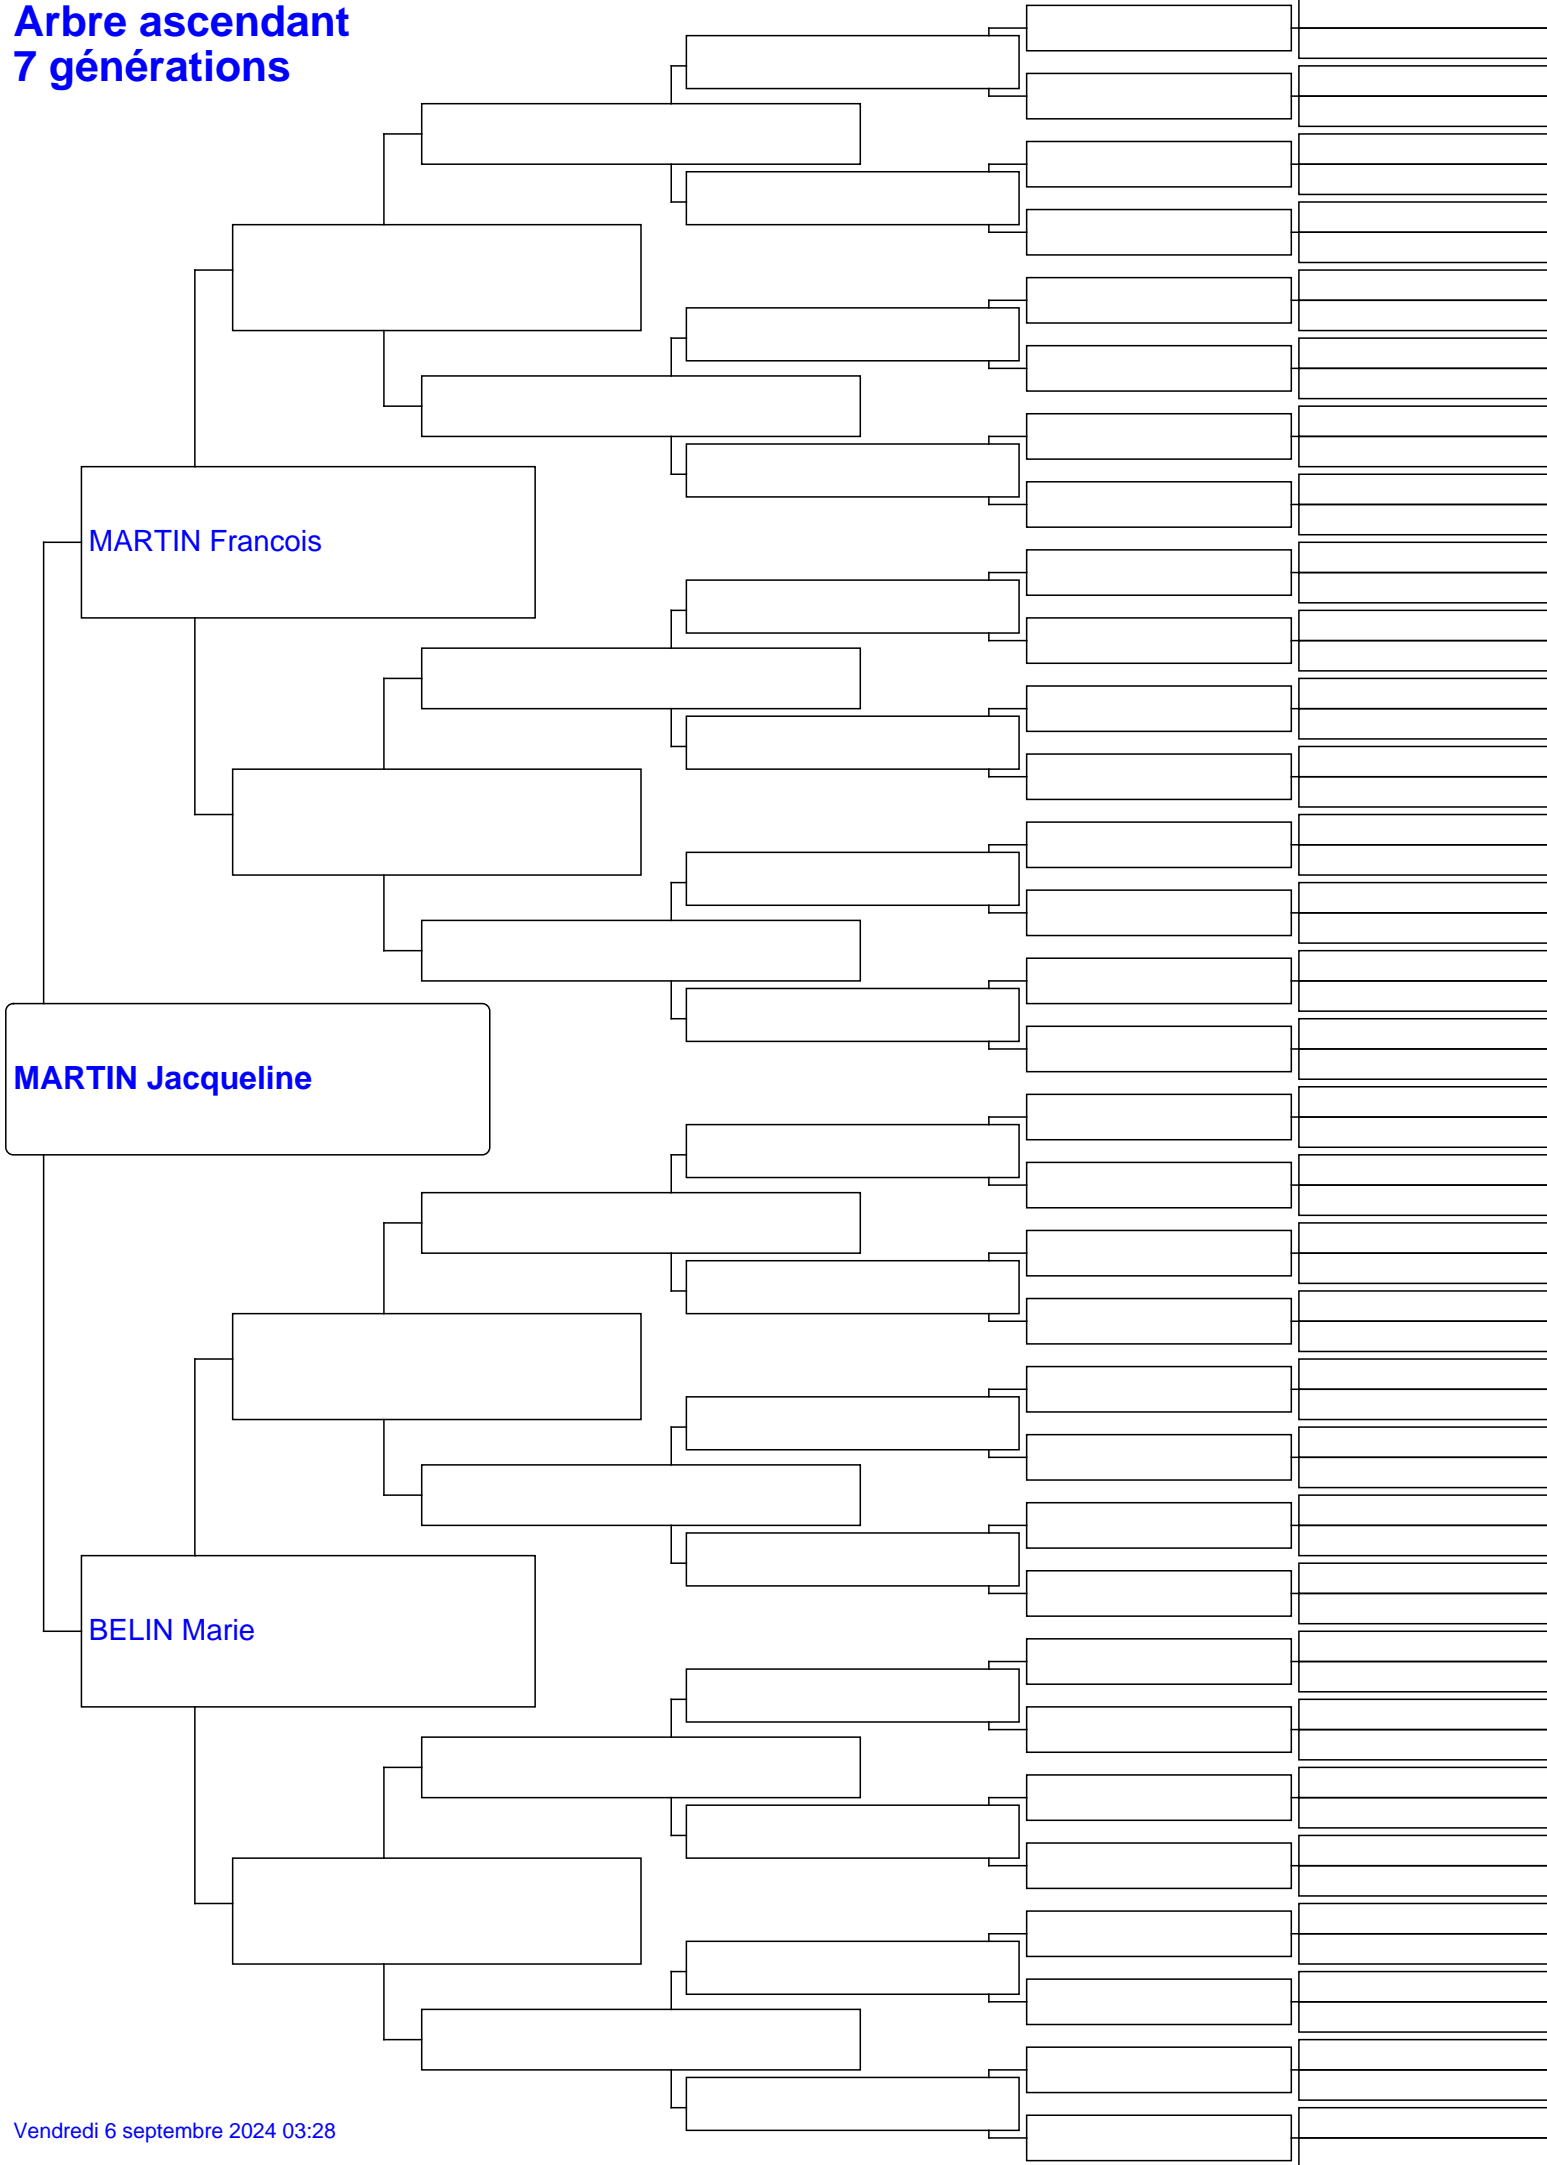 Arbre ascendant
7 générations
MARTIN Francois
MARTIN Jacqueline
BELIN Marie
Vendredi 6 septembre 2024 03:28